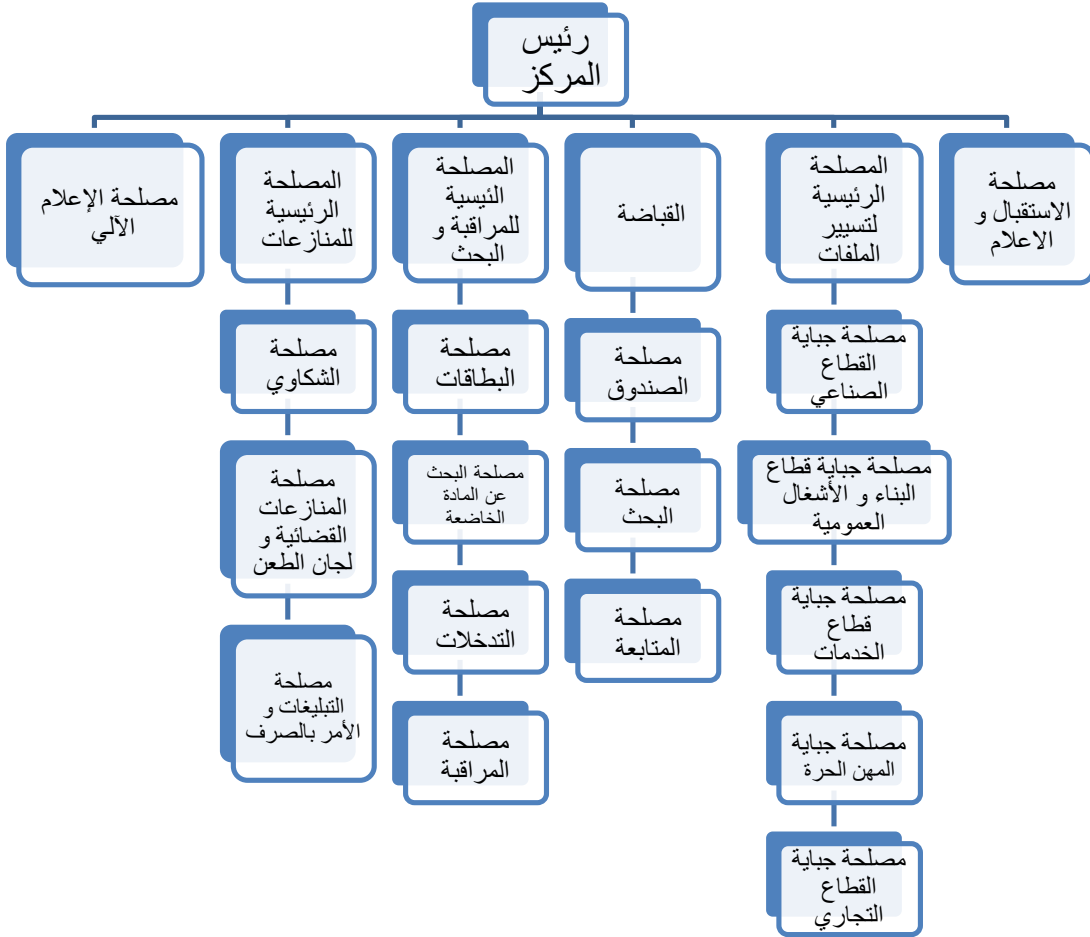 رئيس
المركز
مصلحة
الاستقبال و
الاعلام
المصلحة
الرئيسية
لتسيير
الملفات
القباضة
المصلحة
الئيسية
للمراقبة و
البحث
المصلحة
الرئيسية
للمنازعات
مصلحة الإعلام
الآلي
مصلحة جباية
القطاع
الصناعي
مصلحة جباية قطاع
البناء و الأشغال
العمومية
مصلحة جباية
قطاع
الخدمات
مصلحة جباية
المهن الحرة
مصلحة جباية
القطاع
التجاري
مصلحة
الصندوق
مصلحة
البحث
مصلحة
المتابعة
مصلحة
البطاقات
مصلحة البحث
عن المادة
الخاضعة
مصلحة
التدخلات
مصلحة
المراقبة
مصلحة
الشكاوي
مصلحة
المنازعات
القضائية و
لجان الطعن
مصلحة
التبليغات و
الأمر بالصرف